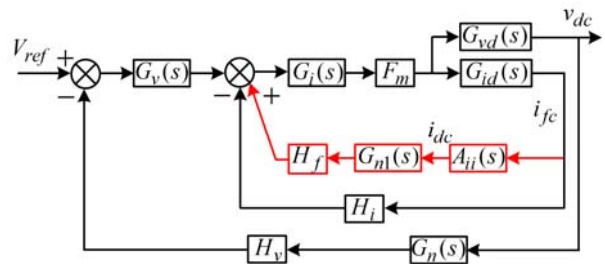 V_ref
+
−
G_v(s)
−
+
G_i(s)
F_m
G_vd(s)
v_dc
G_id(s)
i_fc
H_f
G_n1(s)
i_dc
A_ii(s)
H_i
H_v
G_n(s)